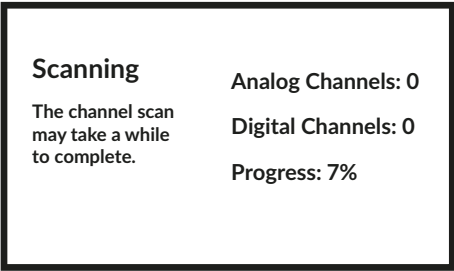 Scanning
The channel scan
may take a while
to complete.
Analog Channels: 0
Digital Channels: 0
Progress: 7%